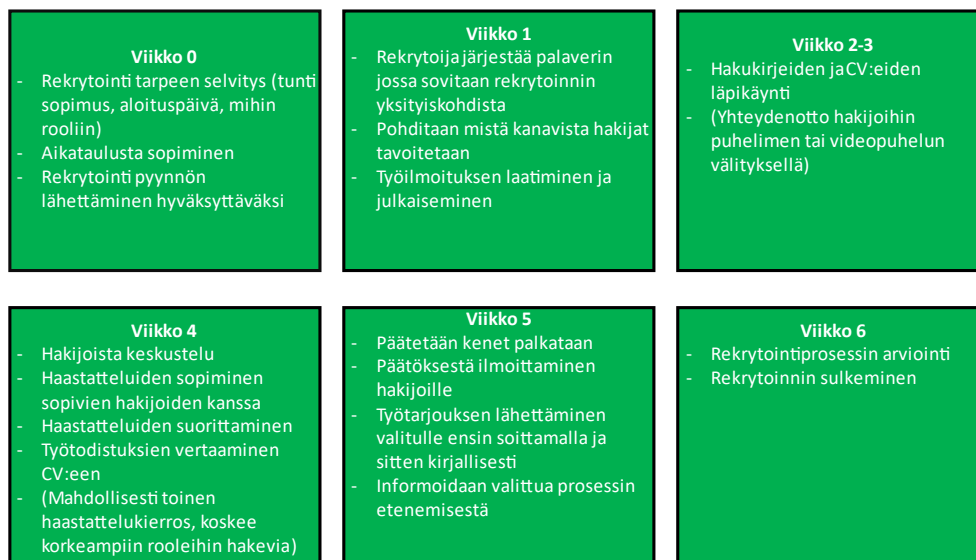 Viikko 0
- Rekrytointi tarpeen selvitys (tunti
sopimus, aloituspäivä, mihin
rooliin)
- Aikataulusta sopiminen
- Rekrytointi pyynnön
lähettäminen hyväksyttäväksi
Viikko 1
- Rekrytoija järjestää palaverin
jossa sovitaan rekrytoinnin
yksityiskohdista
- Pohditaan mistä kanavista hakijat
tavoitetaan
- Työilmoituksen laatiminen ja
julkaiseminen
Viikko 2-3
- Hakukirjeiden ja CV:eiden
läpikäynti
- (Yhteydenotto hakijoihin
puhelimen tai videopuhelun
välityksellä)
Viikko 4
- Hakijoista keskustelu
- Haastatteluiden sopiminen
sopivien hakijoiden kanssa
- Haastatteluiden suorittaminen
- Työtodistuksien vertaaminen
CV:een
- (Mahdollisesti toinen
haastattelukierros, koskee
korkeampiin rooleihin hakevia)
Viikko 5
- Päätetään kenet palkataan
- Päätöksestä ilmoittaminen
hakijoille
- Työtarjouksen lähettäminen
valitulle ensin soittamalla ja
sitten kirjallisesti
- Informoidaan valittua prosessin
etenemisestä
Viikko 6
- Rekrytointiprosessin arviointi
- Rekrytoinnin sulkeminen